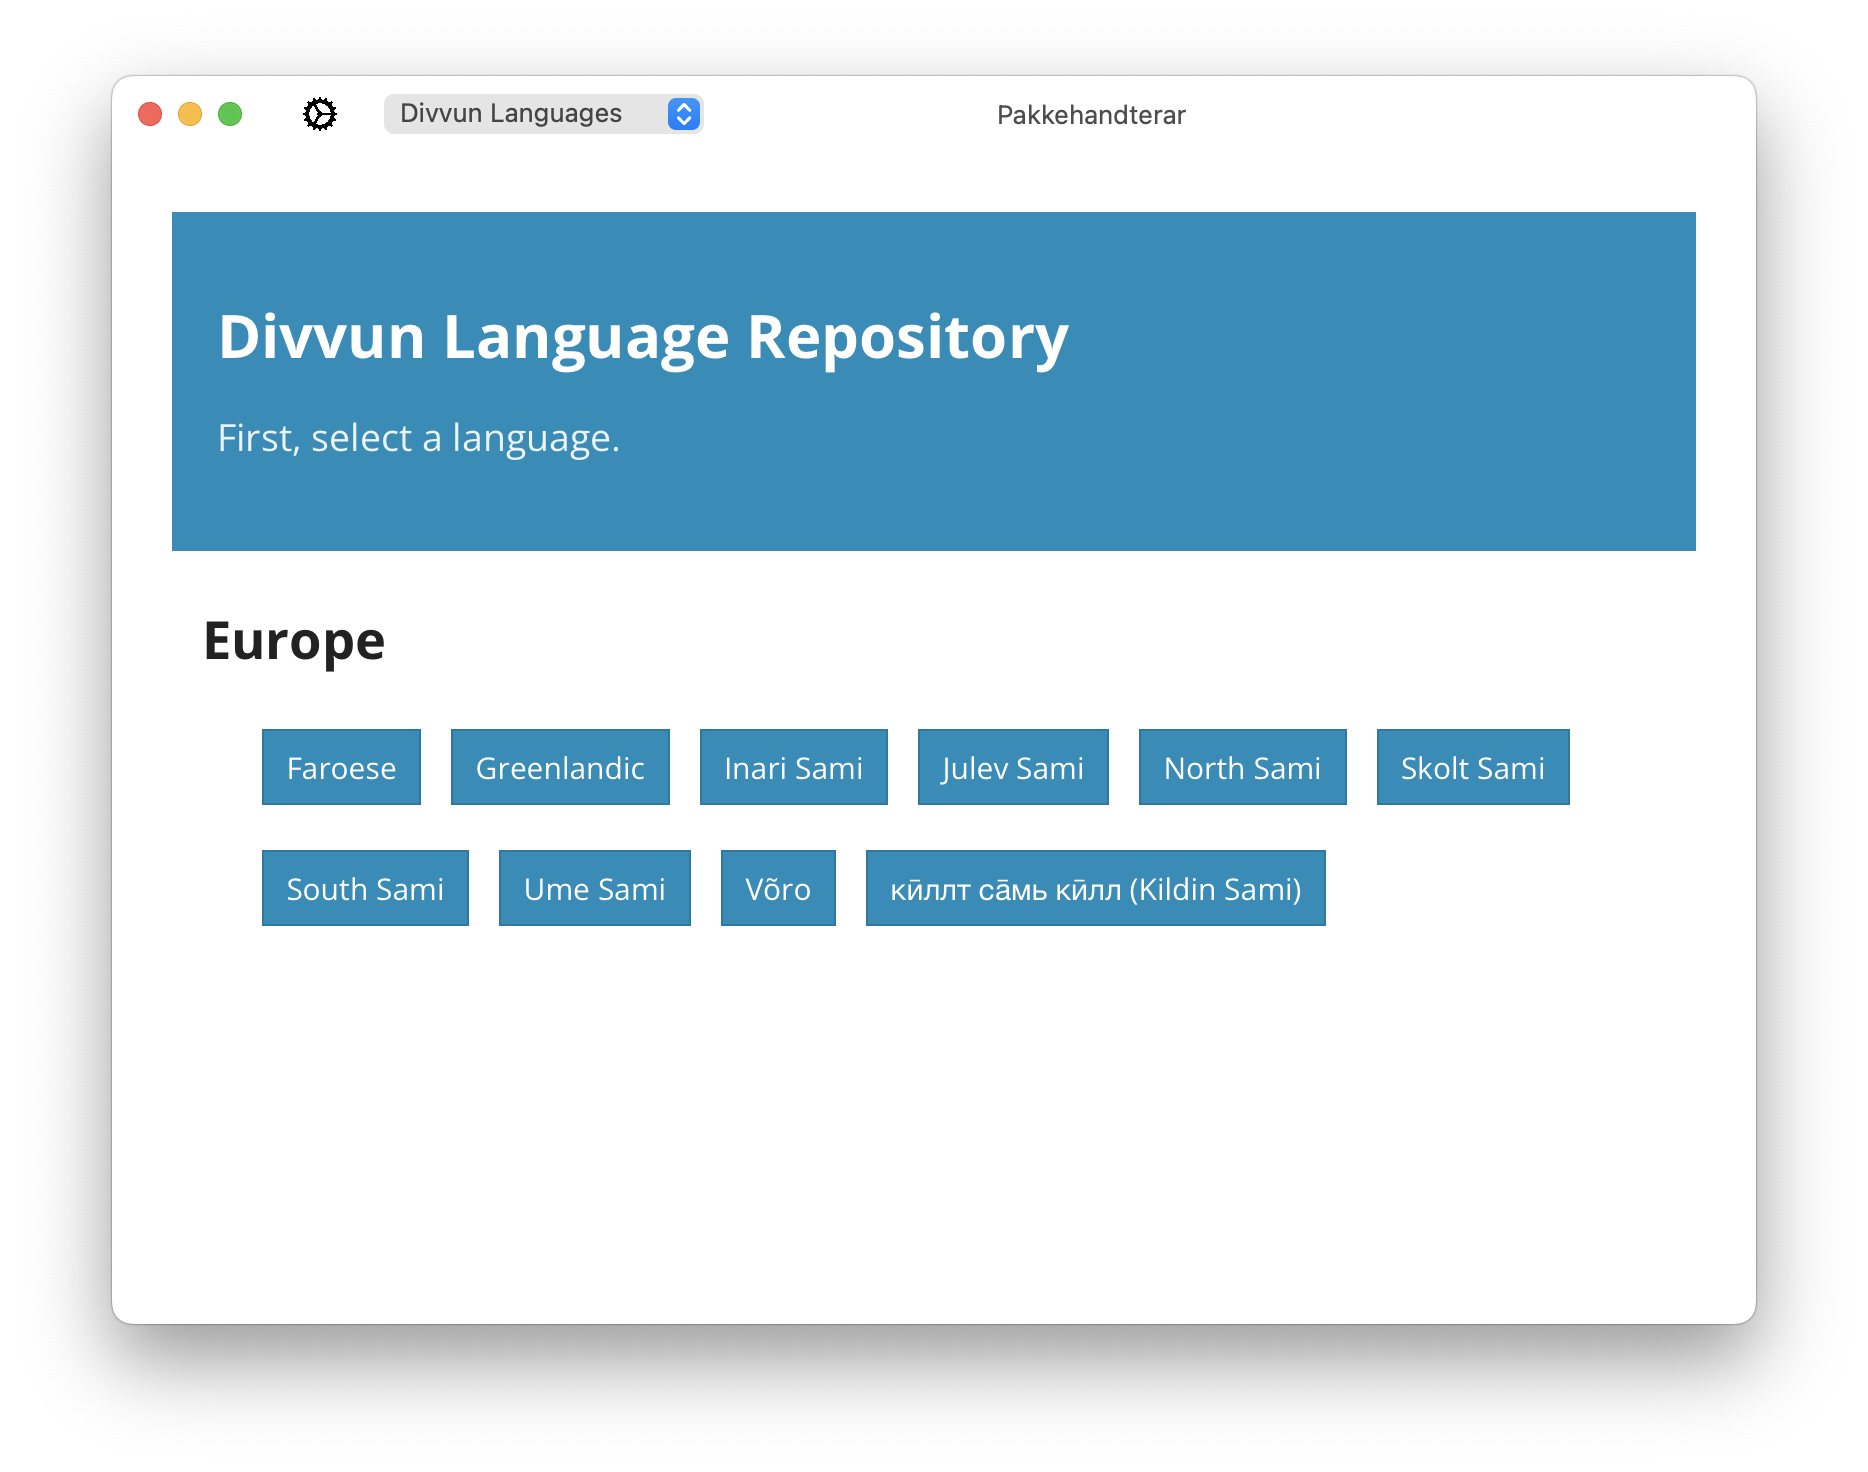 Divvun Languages
Pakkehandterar
Divvun Language Repository
First, select a language.
Europe
Faroese
Greenlandic
Inari Sami
Julev Sami
North Sami
Skolt Sami
South Sami
Ume Sami
Võro
кӣллт са̄мь кӣлл (Kildin Sami)